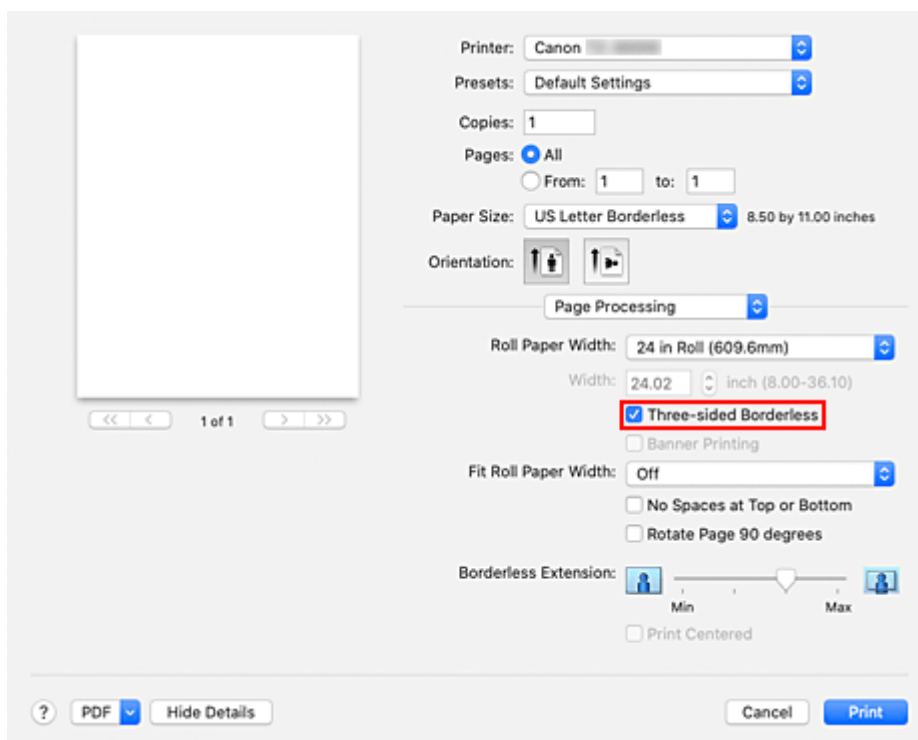 Printer: Canon
Presets: Default Settings
Copies: 1
Pages: All
From: 1 to: 1
Paper Size: US Letter Borderless 8.50 by 11.00 inches
Orientation:
Page Processing
Roll Paper Width: 24 in Roll (609.6mm)
Width: 24.02 inch (8.00-36.10)
Three-sided Borderless
<< < 1 of 1 > >>
Banner Printing
Fit Roll Paper Width: Off
No Spaces at Top or Bottom
Rotate Page 90 degrees
Borderless Extension:
Min Max
Print Centered
? PDF Hide Details Cancel Print